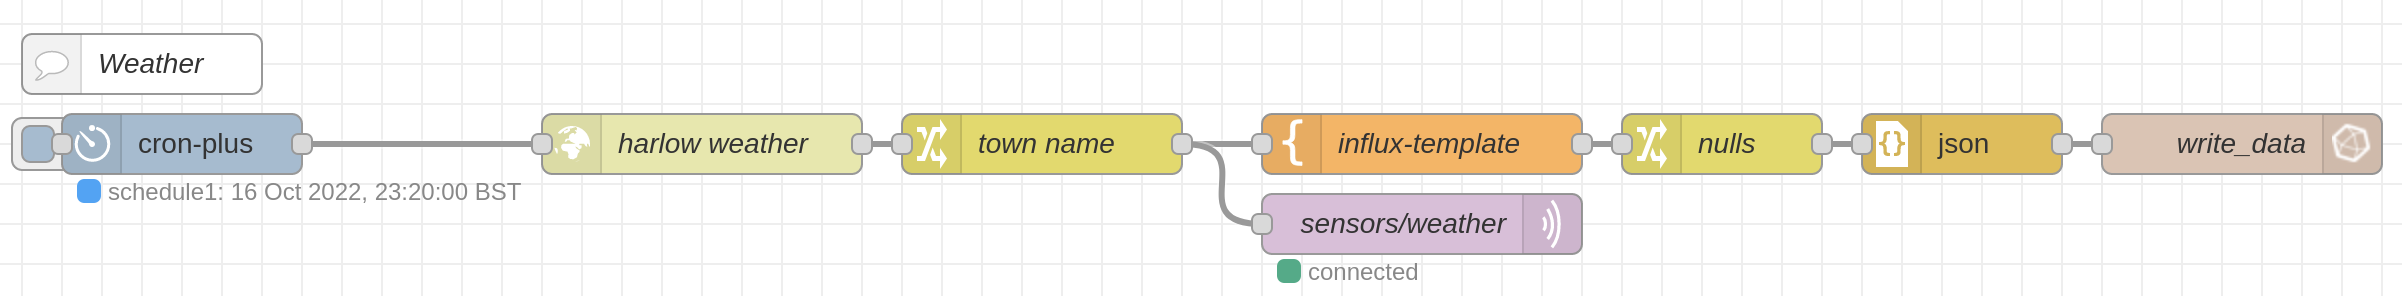 Weather
cron-plus
harlow weather
town name
influx-template
nulls
json
write_data
schedule1: 16 Oct 2022, 23:20:00 BST
sensors/weather
connected